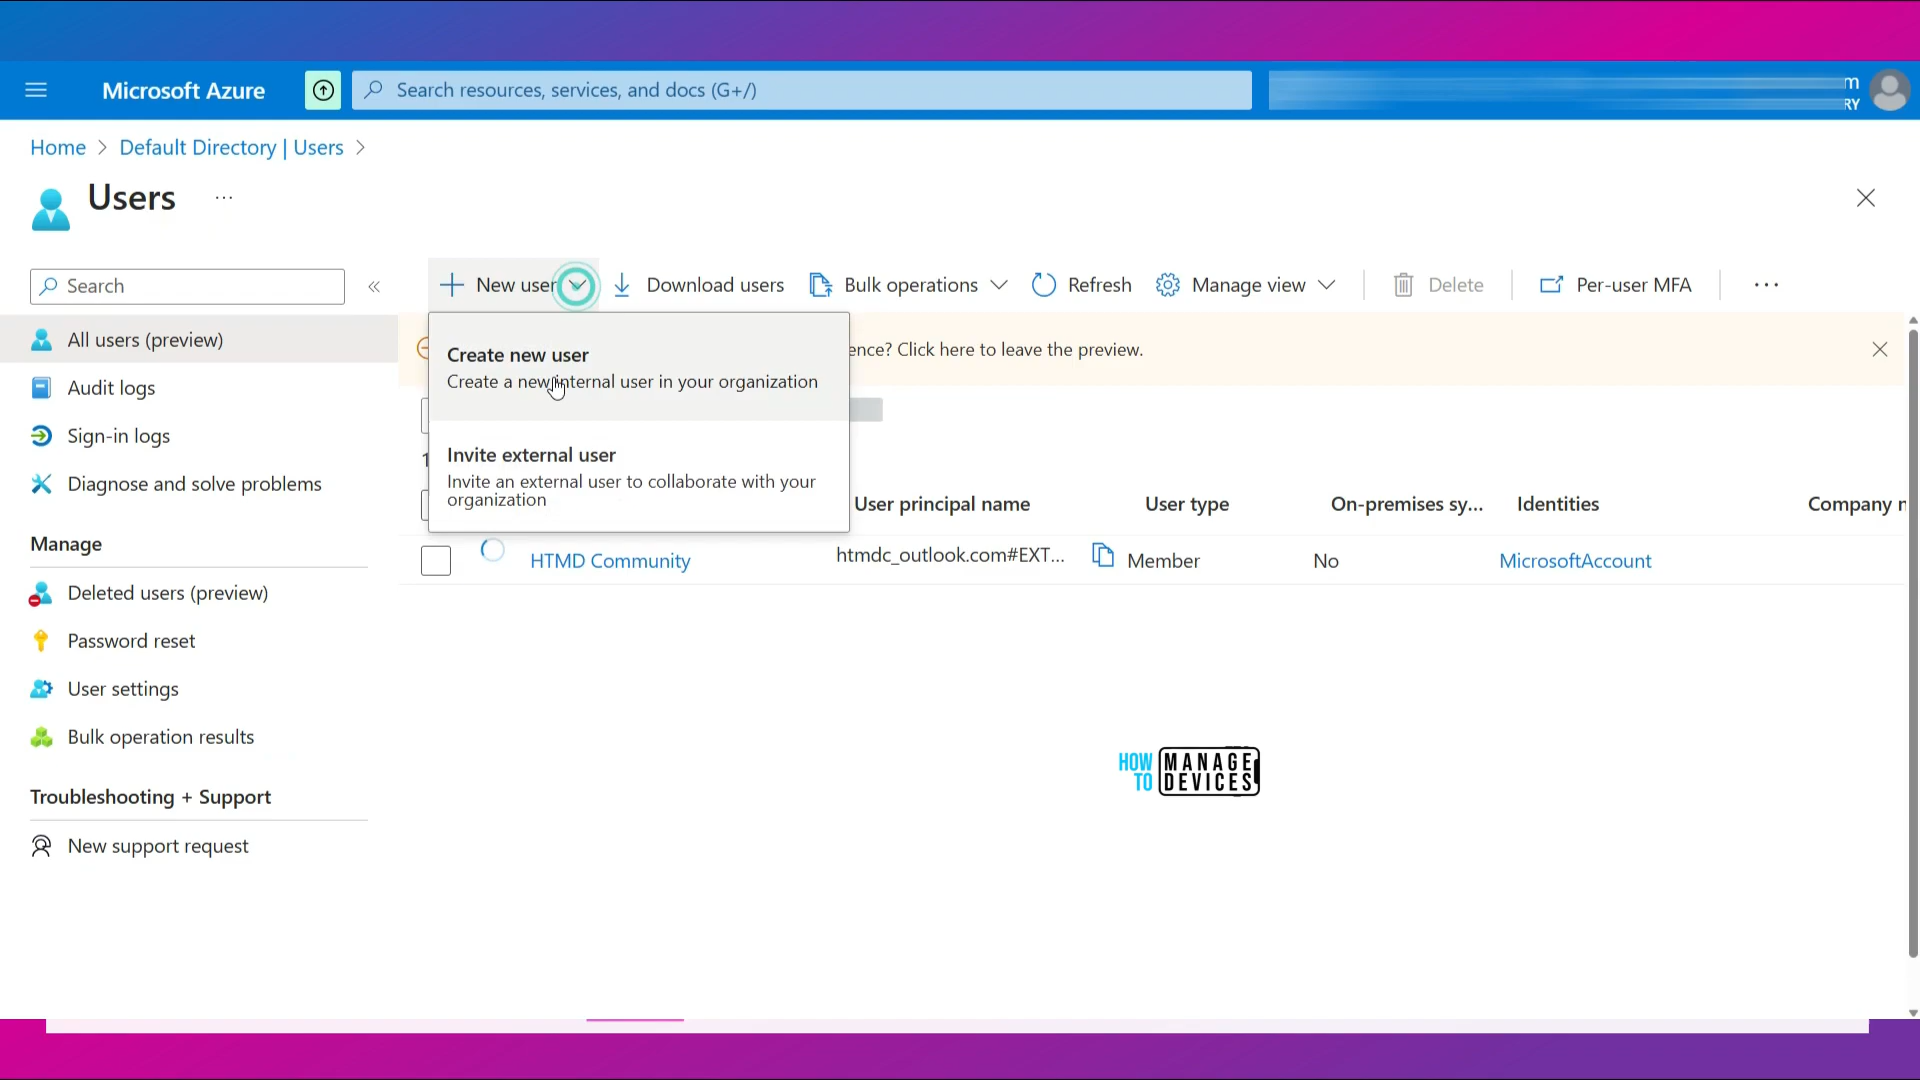 Microsoft Azure
Search resources, services, and docs (G+/)
m
RY
Home > Default Directory | Users >
Users ...
Search
«
New user
Download users
Bulk operations
Refresh
Manage view
Delete
Per-user MFA
...
All users (preview)
Audit logs
Sign-in logs
Diagnose and solve problems
Manage
Deleted users (preview)
Password reset
User settings
Bulk operation results
Troubleshooting + Support
New support request
Create new user
Create a new internal user in your organization
Invite external user
Invite an external user to collaborate with your
organization
ence? Click here to leave the preview.
1
User principal name
User type
On-premises sy...
Identities
Company n
HTMD Community
htmdc_outlook.com#EXT...
Member
No
MicrosoftAccount
HOW TO
MANAGE
DEVICES